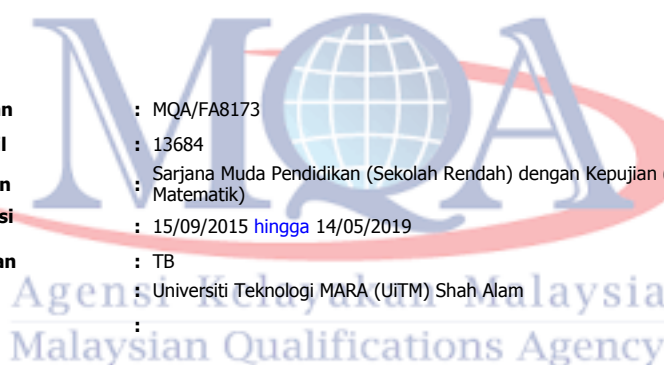 MQA
an : MQA/FA8173
l : 13684
n : Sarjana Muda Pendidikan (Sekolah Rendah) dengan Kepujian (
Matematik)
si : 15/09/2015 hingga 14/05/2019
an : TB
: Universiti Teknologi MARA (UiTM) Shah Alam
:
Agensi Kelayakan Malaysia
Malaysian Qualifications Agency